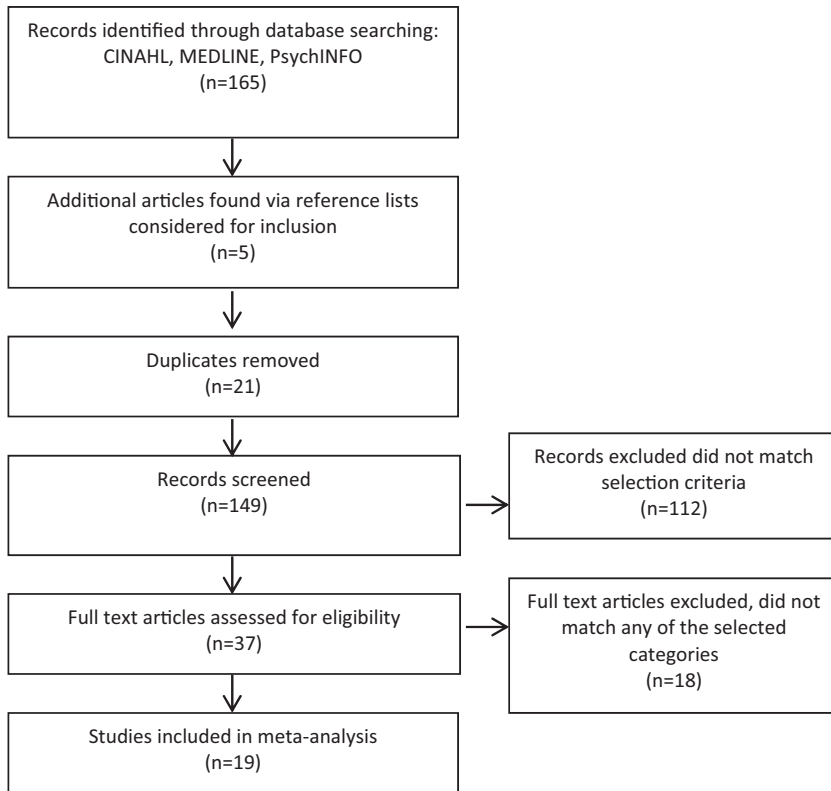 Records identified through database searching:
CINAHL, MEDLINE, PsychINFO
(n=165)
Additional articles found via reference lists
considered for inclusion
(n=5)
Duplicates removed
(n=21)
Records screened
(n=149)
Records excluded did not match
selection criteria
(n=112)
Full text articles assessed for eligibility
(n=37)
Full text articles excluded, did not
match any of the selected
categories
(n=18)
Studies included in meta-analysis
(n=19)